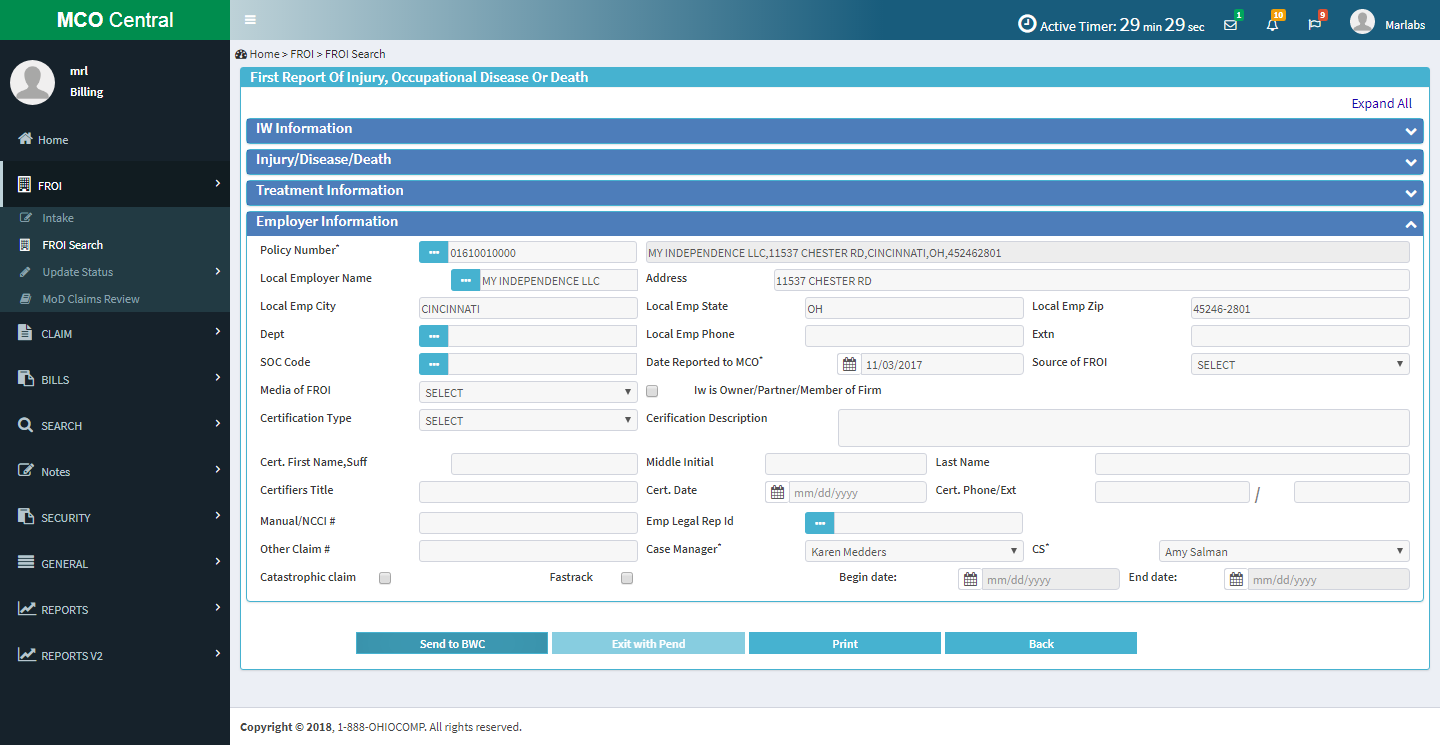 MCO Central
Active Timer: 29 min 29 sec
1
10
9
Marlabs
mrl
Billing
Home
FROI
Intake
FROI Search
Update Status
MoD Claims Review
CLAIM
BILLS
SEARCH
Notes
SECURITY
GENERAL
REPORTS
REPORTS V2
Home > FROI > FROI Search
First Report Of Injury, Occupational Disease Or Death
Expand All
IW Information
Injury/Disease/Death
Treatment Information
Employer Information
Policy Number* 01610010000 MY INDEPENDENCE LLC,11537 CHESTER RD,CINCINNATI,OH,452462801
Local Employer Name MY INDEPENDENCE LLC Address 11537 CHESTER RD
Local Emp City CINCINNATI Local Emp State OH Local Emp Zip 45246-2801
Dept Local Emp Phone Extn
SOC Code Date Reported to MCO* 11/03/2017 Source of FROI SELECT
Media of FROI SELECT Iw is Owner/Partner/Member of Firm
Certification Type SELECT Cerification Description
Cert. First Name,Suff Middle Initial Last Name
Certifiers Title Cert. Date mm/dd/yyyy Cert. Phone/Ext /
Manual/NCCI # Emp Legal Rep Id
Other Claim # Case Manager* Karen Medders CS* Amy Salman
Catastrophic claim Fastrack Begin date: mm/dd/yyyy End date: mm/dd/yyyy
Send to BWC Exit with Pend Print Back
Copyright © 2018, 1-888-OHIOCOMP. All rights reserved.